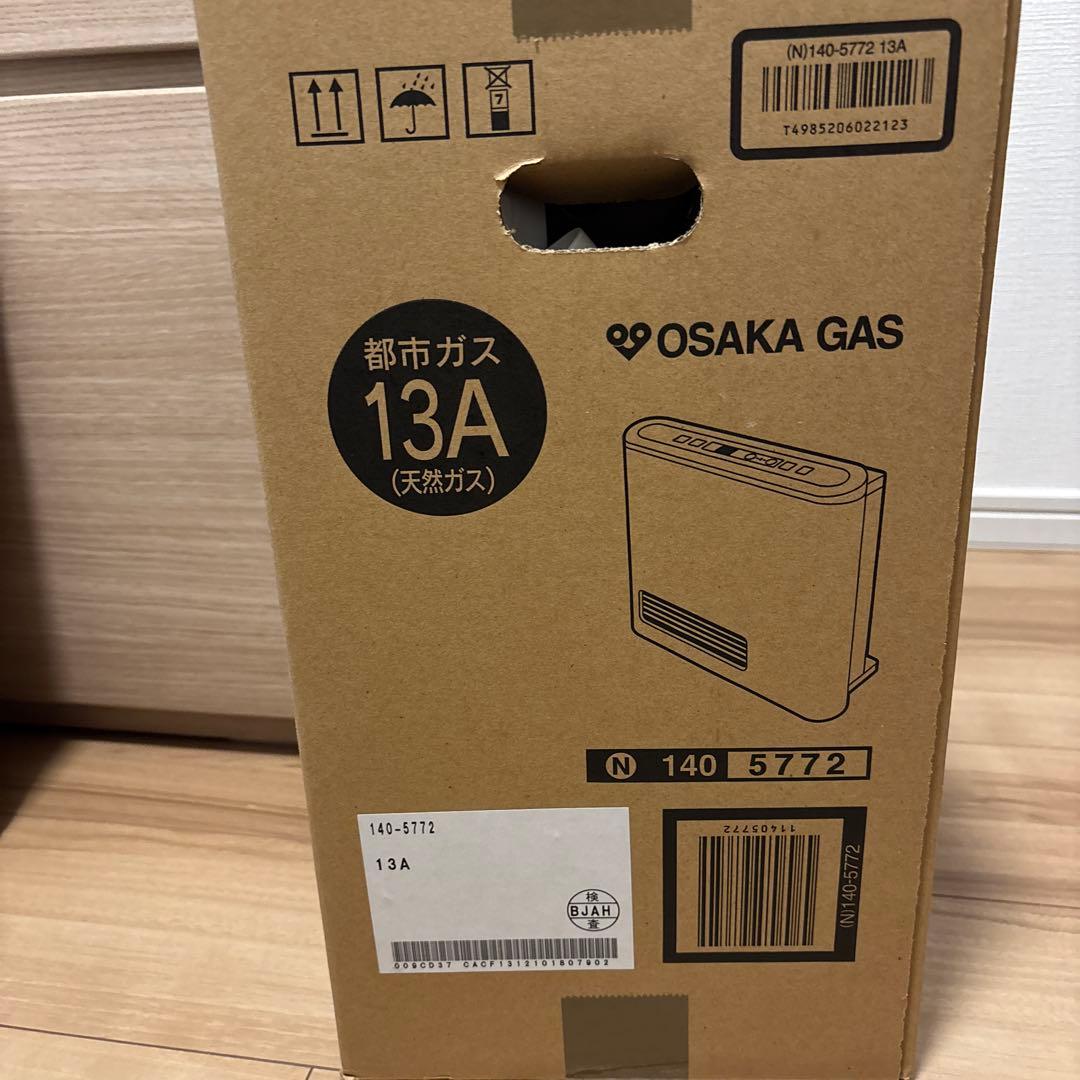 (N)140-5772 13A
T4985206022123
7
都市ガス
13A
(天然ガス)
OSAKA GAS
N 140 5772
140-5772
13A
検
BJAH
査
009CD37 CACF1312101807902
11405772
(N)140-5772